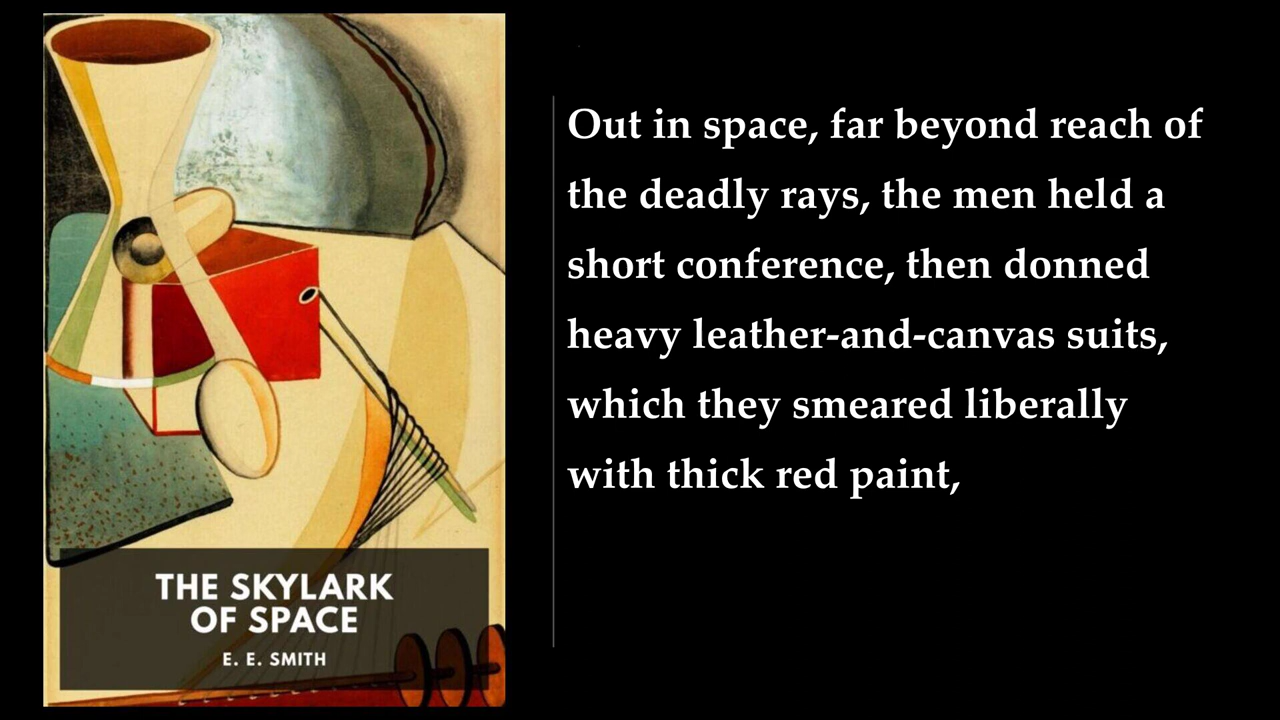 THE SKYLARK
OF SPACE
E. E. SMITH
Out in space, far beyond reach of
the deadly rays, the men held a
short conference, then donned
heavy leather-and-canvas suits,
which they smeared liberally
with thick red paint,